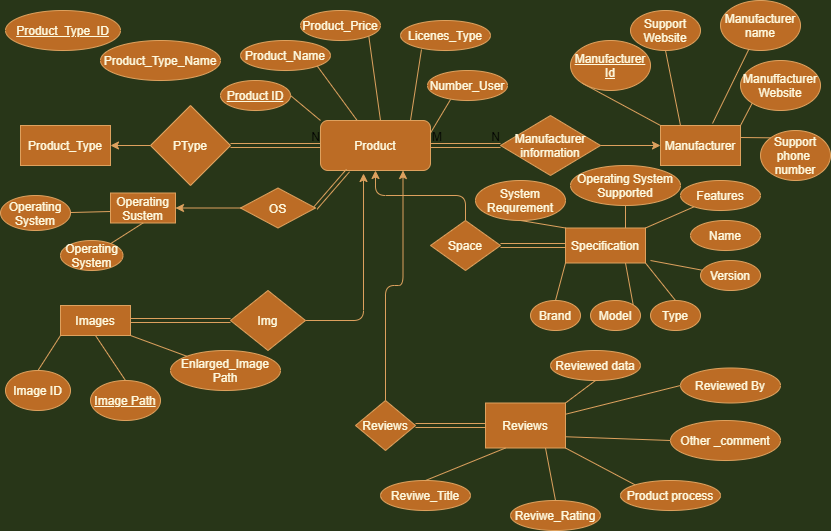 Product_Type_ID
Product_Type_Name
Product_Price
Product_Name
Product ID
Licenes_Type
Number_User
Support
Website
Manufacturer
name
Manufacturer
Id
Manuffacturer
Website
Support
phone
number
Product_Type
PType
N
Product
M
N
Manufacturer
information
Manufacturer
Operating
System
Operating
Sustem
OS
Operating
System
System
Requrement
Operating System
Supported
Features
Name
Space
Specification
Version
Brand
Model
Type
Images
Img
Image ID
Image Path
Enlarged_Image
Path
Reviewed data
Reviewed By
Reviews
Reviews
Other _comment
Reviwe_Title
Reviwe_Rating
Product process